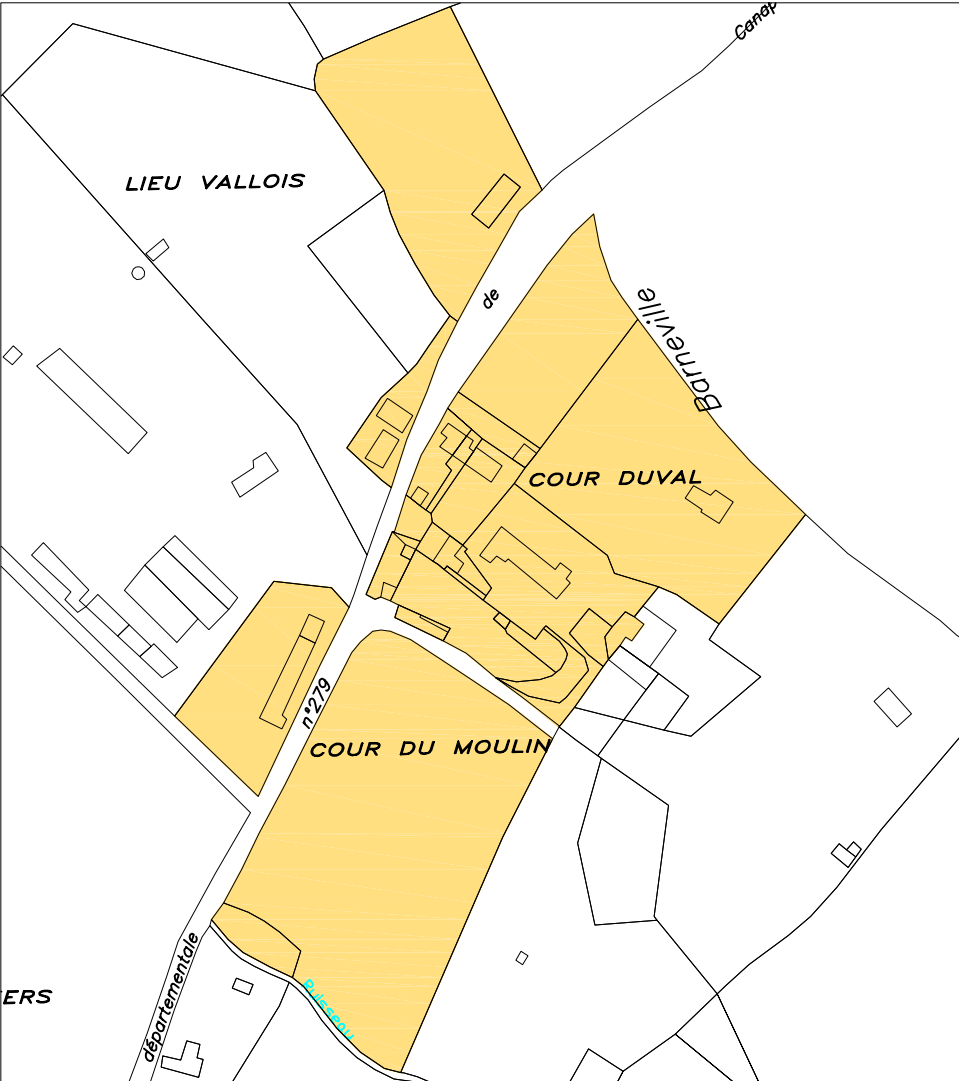 Canap
LIEU VALLOIS
de
Barneville
COUR DUVAL
n°279
COUR DU MOULIN
départementale
ERS
Ruisseau